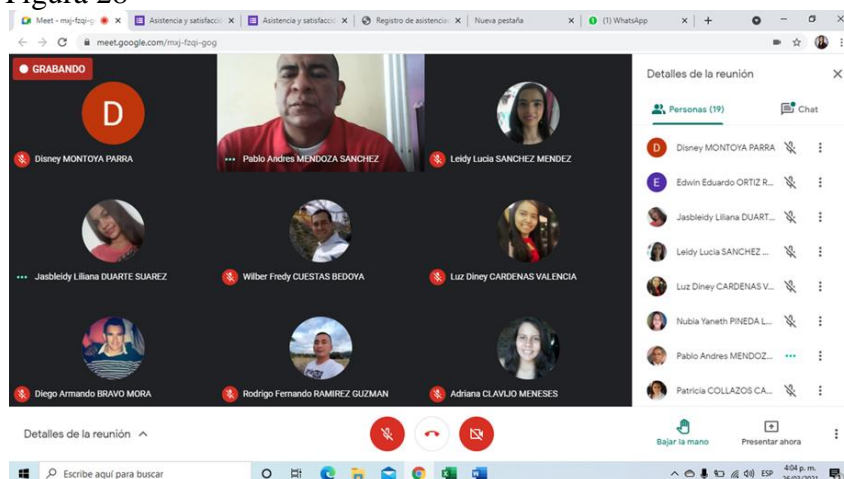 Meet - mxj-fzqi-g
Asistencia y satisfacció
Asistencia y satisfacció
Registro de asistencia
Nueva pestaña
(1) WhatsApp
meet.google.com/mxj-fzqi-gog
GRABANDO
D
Disney MONTOYA PARRA
Pablo Andres MENDOZA SANCHEZ
Leidy Lucia SANCHEZ MENDEZ
Jasbleidy Liliana DUARTE SUAREZ
Wilber Fredy CUESTAS BEDOYA
Luz Diney CARDENAS VALENCIA
Diego Armando BRAVO MORA
Rodrigo Fernando RAMIREZ GUZMAN
Adriana CLAVIJO MENESES
Detalles de la reunión
Personas (19)
Chat
D Disney MONTOYA PARRA
E Edwin Eduardo ORTIZ R...
Jasbleidy Liliana DUART...
Leidy Lucia SANCHEZ ...
Luz Diney CARDENAS V...
Nubia Yaneth PINEDA L...
Pablo Andres MENDOZ...
Patricia COLLAZOS CA...
Detalles de la reunión
Bajar la mano
Presentar ahora
Escribe aquí para buscar
ESP
4:04 p. m.